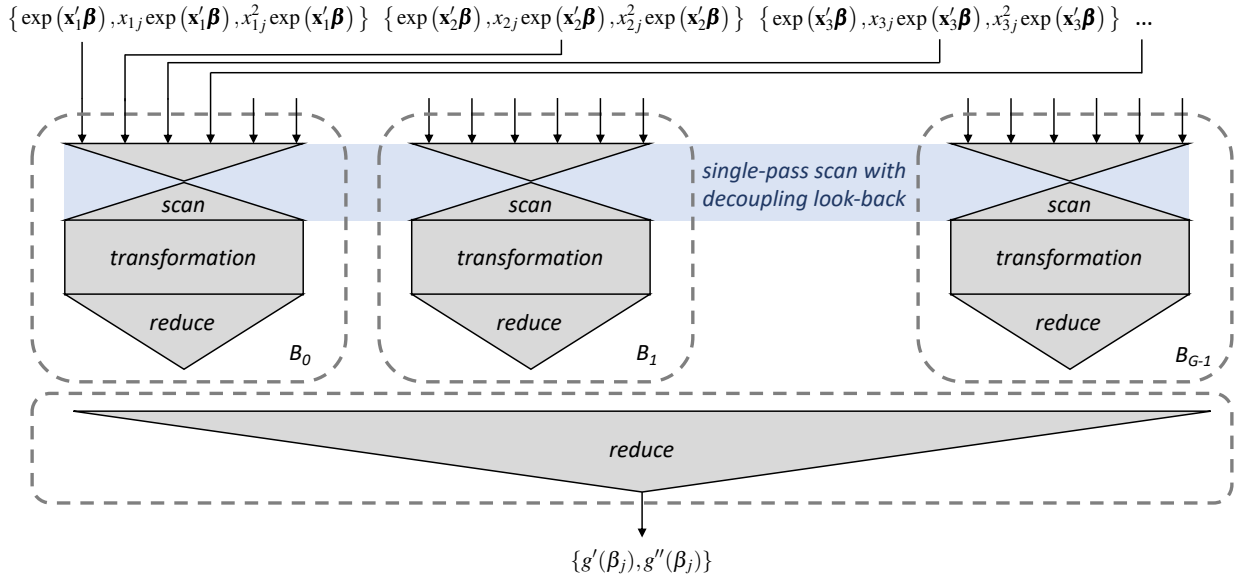 {exp(𝐱′₁𝛃), x₁ⱼ exp(𝐱′₁𝛃), x²₁ⱼ exp(𝐱′₁𝛃)} {exp(𝐱′₂𝛃), x₂ⱼ exp(𝐱′₂𝛃), x²₂ⱼ exp(𝐱′₂𝛃)} {exp(𝐱′₃𝛃), x₃ⱼ exp(𝐱′₃𝛃), x²₃ⱼ exp(𝐱′₃𝛃)} ...
single-pass scan with
decoupling look-back
scan scan scan
transformation transformation transformation
reduce reduce reduce
B₀ B₁ B_{G-1}
reduce
{g′(βⱼ), g″(βⱼ)}